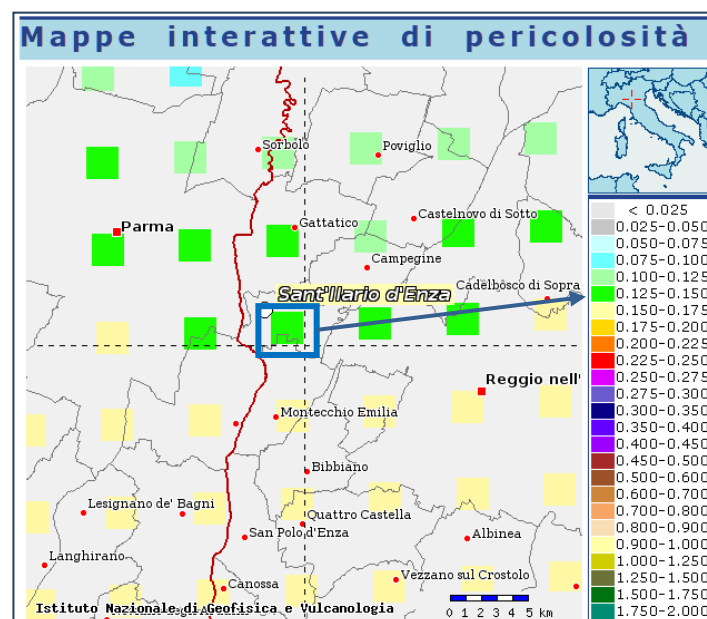 Mappe interattive di pericolosità
Sorbolo
Poviglio
Parma
Gattatico
Castelnovo di Sotto
Campegine
Sant'Ilario d'Enza
Cadelbosco di Sopra
Reggio nell'
Montecchio Emilia
Bibbiano
Lesignano de' Bagni
Quattro Castella
San Polo d'Enza
Albinea
Langhirano
Vezzano sul Crostolo
Canossa
Istituto Nazionale di Geofisica e Vulcanologia
0 1 2 3 4 5 km
< 0.025
0.025-0.050
0.050-0.075
0.075-0.100
0.100-0.125
0.125-0.150
0.150-0.175
0.175-0.200
0.200-0.225
0.225-0.250
0.250-0.275
0.275-0.300
0.300-0.350
0.350-0.400
0.400-0.450
0.450-0.500
0.500-0.600
0.600-0.700
0.700-0.800
0.800-0.900
0.900-1.000
1.000-1.250
1.250-1.500
1.500-1.750
1.750-2.000